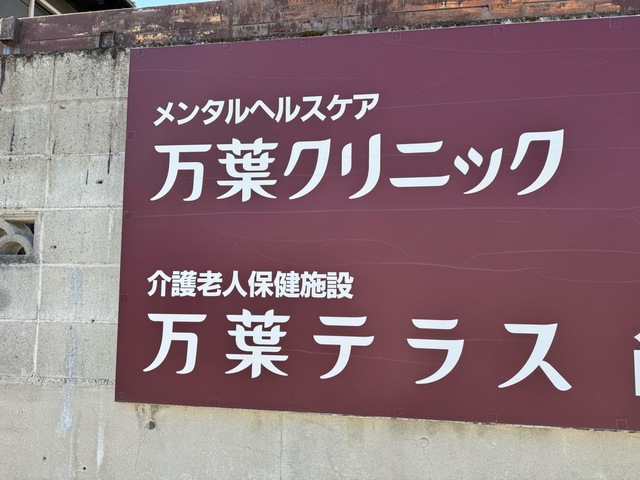 メンタルヘルスケア
万葉クリニック
介護老人保健施設
万葉テラス